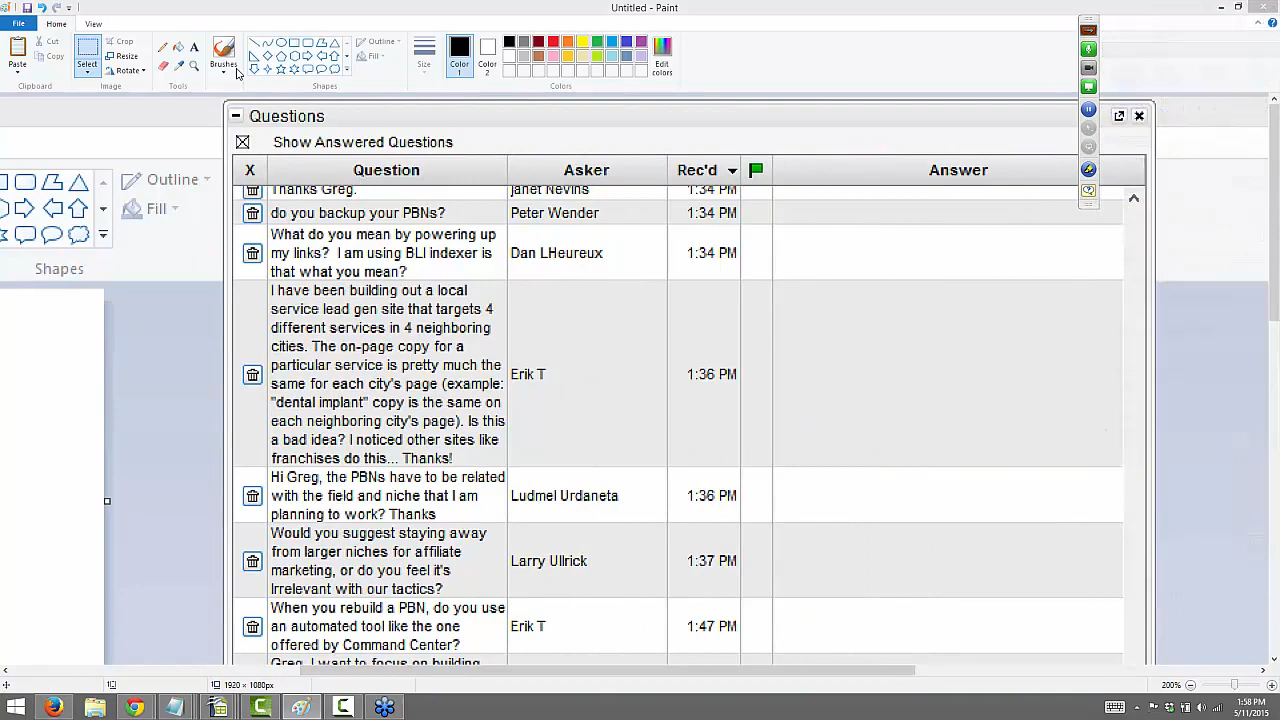 Untitled - Paint
File
Home
View
Paste
Cut
Copy
Clipboard
Select
Crop
Resize
Rotate
Image
A
Tools
Brushes
Shapes
Outline
Fill
Size
Color 1
Color 2
Edit colors
Colors
Outline
Fill
Shapes
Questions
Show Answered Questions
X Question Asker Rec'd Answer
Thanks Greg. Janet Nevins 1:34 PM
do you backup your PBNs? Peter Wender 1:34 PM
What do you mean by powering up
my links? I am using BLI indexer is Dan LHeureux 1:34 PM
that what you mean?
I have been building out a local
service lead gen site that targets 4
different services in 4 neighboring
cities. The on-page copy for a
particular service is pretty much the
same for each city's page (example: Erik T 1:36 PM
"dental implant" copy is the same on
each neighboring city's page). Is this
a bad idea? I noticed other sites like
franchises do this... Thanks!
Hi Greg, the PBNs have to be related
with the field and niche that I am Ludmel Urdaneta 1:36 PM
planning to work? Thanks
Would you suggest staying away
from larger niches for affiliate
marketing, or do you feel it's Larry Ullrick 1:37 PM
Irrelevant with our tactics?
When you rebuild a PBN, do you use
an automated tool like the one Erik T 1:47 PM
offered by Command Center?
Greg, I want to focus on building
1920 × 1080px
200%
1:58 PM
5/11/2015